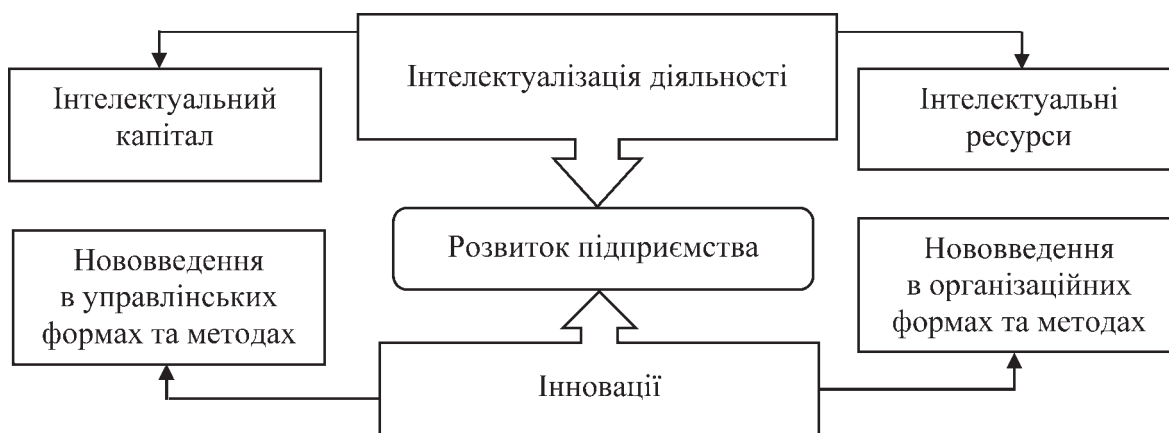 Інтелектуалізація діяльності
Інтелектуальний
капітал
Інтелектуальні
ресурси
Розвиток підприємства
Нововведення
в управлінських
формах та методах
Нововведення
в організаційних
формах та методах
Інновації